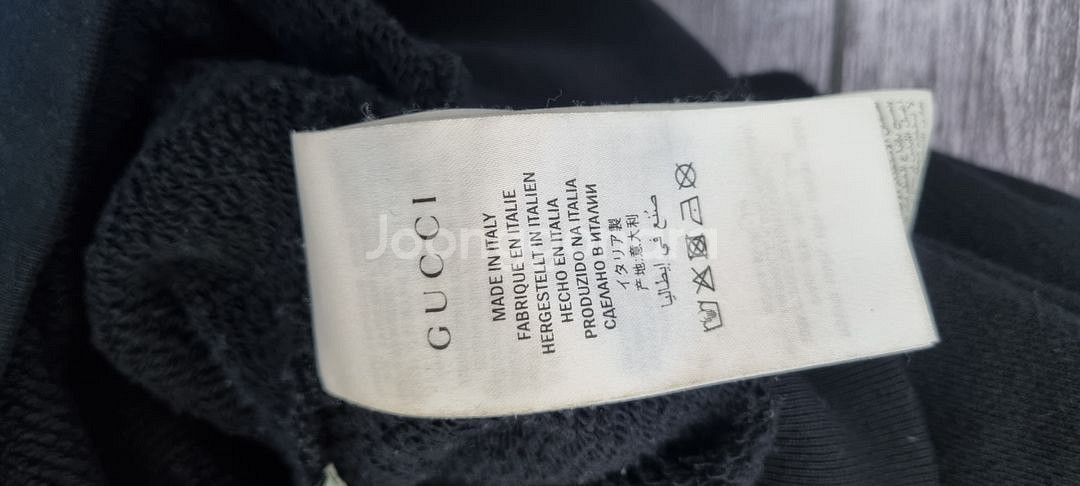 GUCCI
MADE IN ITALY
FABRIQUE EN ITALIE
HERGESTELLT IN ITALIEN
HECHO EN ITALIA
PRODUZIDO NA ITALIA
СДЕЛАНО В ИТАЛИИ
イタリア製
产地:意大利
صنع في إيطاليا